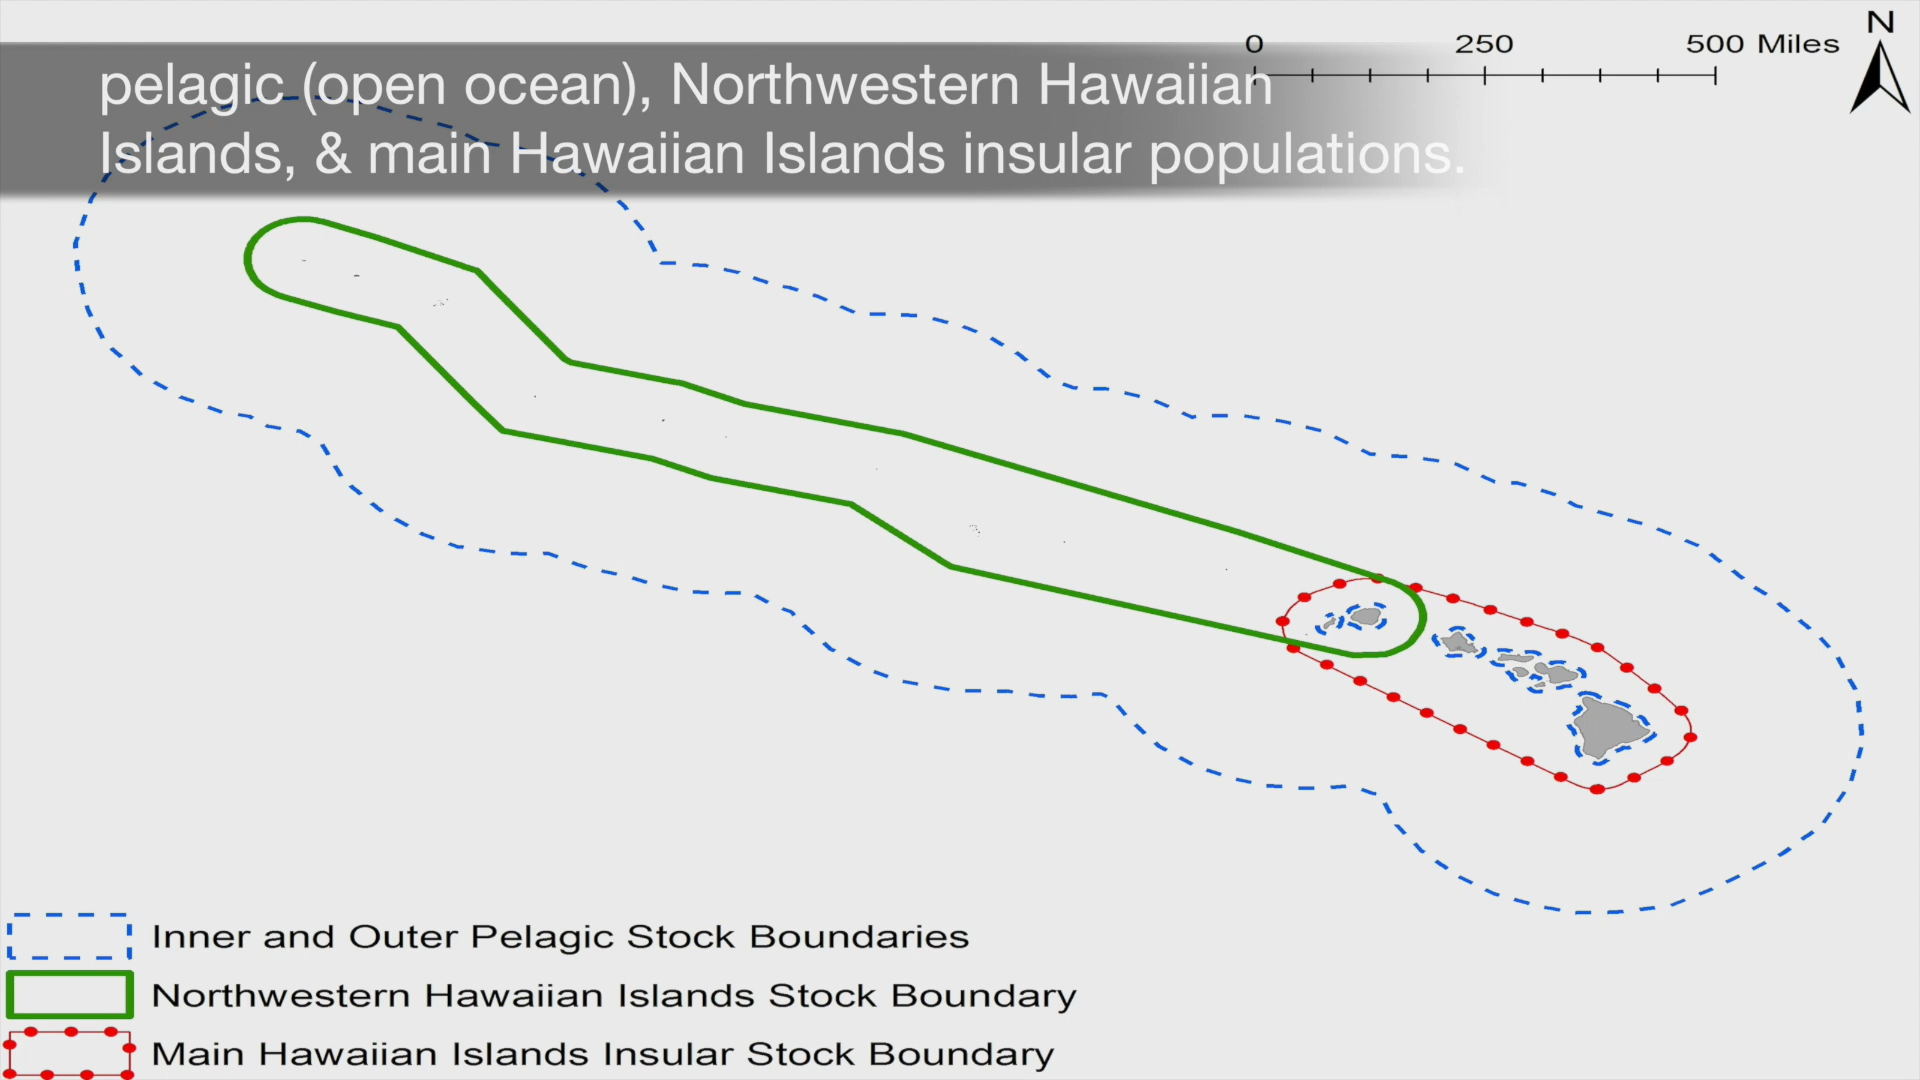 N
0 250 500 Miles
pelagic (open ocean), Northwestern Hawaiian
Islands, & main Hawaiian Islands insular populations.
Inner and Outer Pelagic Stock Boundaries
Northwestern Hawaiian Islands Stock Boundary
Main Hawaiian Islands Insular Stock Boundary